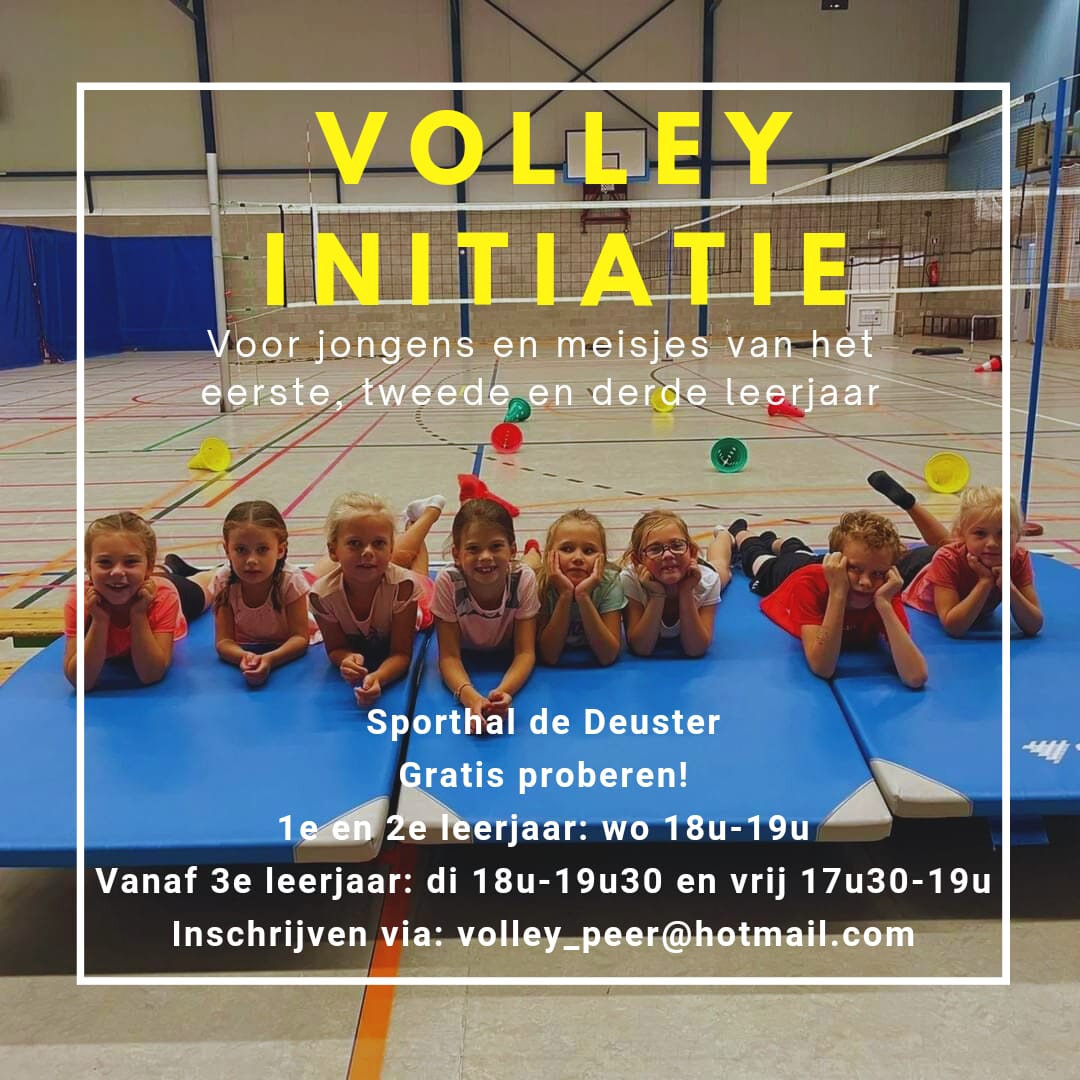 VOLLEY
INITIATIE
Voor jongens en meisjes van het
eerste, tweede en derde leerjaar
Sporthal de Deuster
Gratis proberen!
1e en 2e leerjaar: wo 18u-19u
Vanaf 3e leerjaar: di 18u-19u30 en vrij 17u30-19u
Inschrijven via: volley_peer@hotmail.com